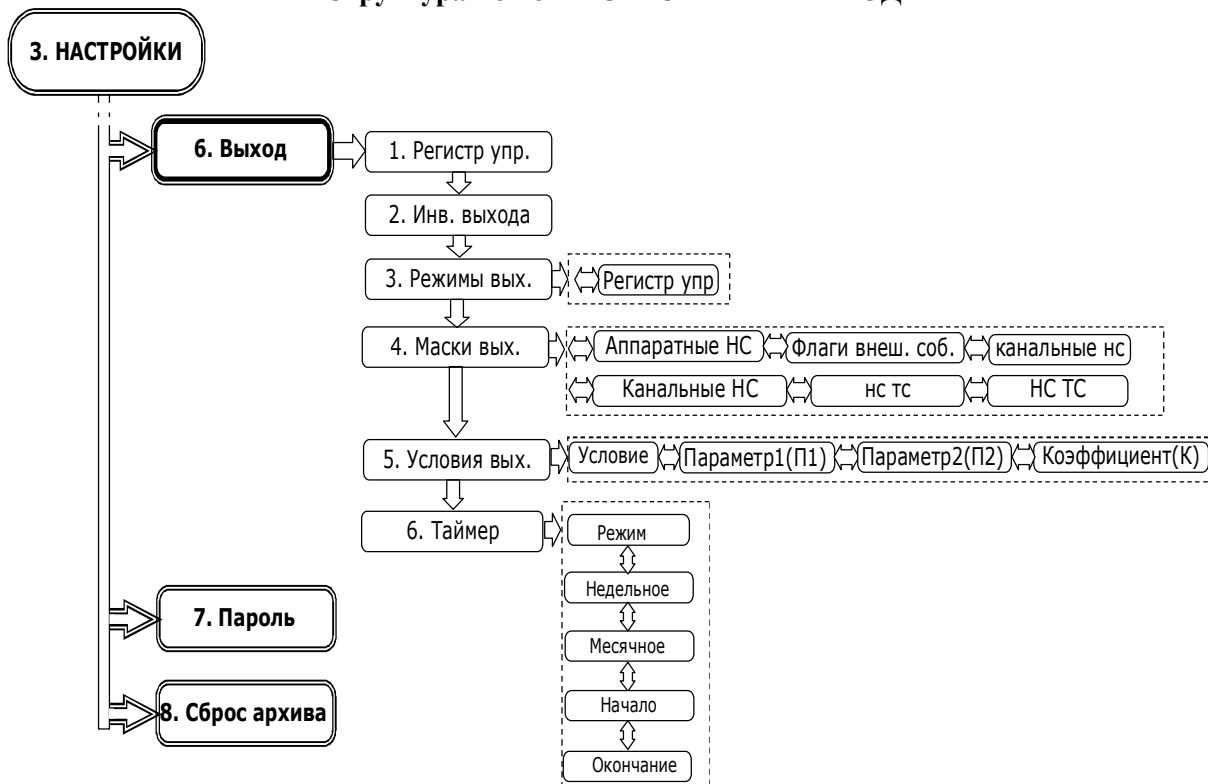 3. НАСТРОЙКИ
6. Выход
1. Регистр упр.
2. Инв. выхода
3. Режимы вых.
Регистр упр
4. Маски вых.
Аппаратные НС
Флаги внеш. соб.
канальные нс
Канальные НС
нс тс
НС ТС
5. Условия вых.
Условие
Параметр1(П1)
Параметр2(П2)
Коэффициент(К)
6. Таймер
Режим
Недельное
Месячное
Начало
Окончание
7. Пароль
8. Сброс архива